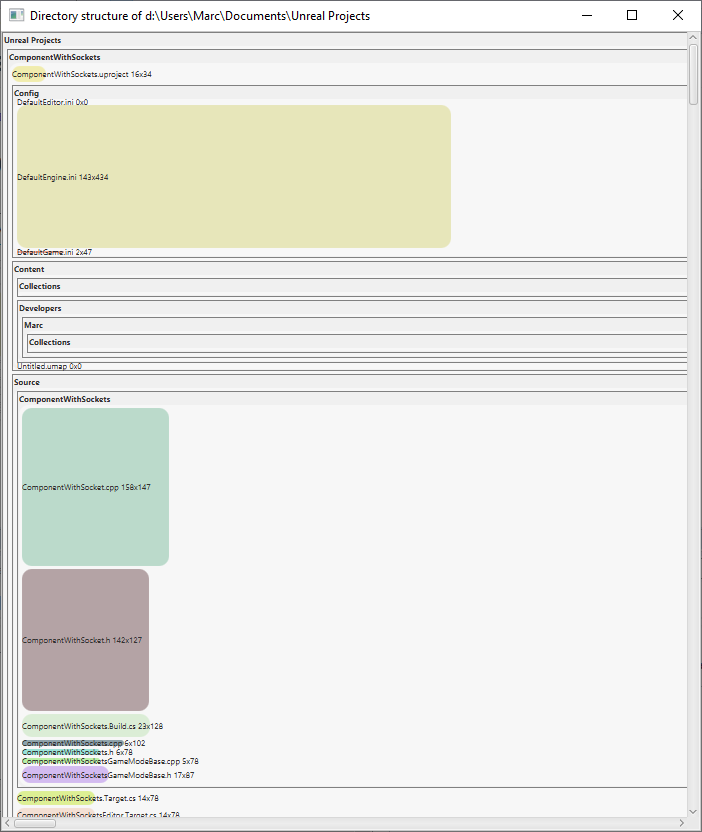 Directory structure of d:\Users\Marc\Documents\Unreal Projects
Unreal Projects
ComponentWithSockets
ComponentWithSockets.uproject 16x34
Config
DefaultEditor.ini 0x0
DefaultEngine.ini 143x434
DefaultGame.ini 2x47
Content
Collections
Developers
Marc
Collections
Untitled.umap 0x0
Source
ComponentWithSockets
ComponentWithSocket.cpp 158x147
ComponentWithSocket.h 142x127
ComponentWithSockets.Build.cs 23x128
ComponentWithSockets.cpp 6x102
ComponentWithSockets.h 6x78
ComponentWithSocketsGameModeBase.cpp 5x78
ComponentWithSocketsGameModeBase.h 17x87
ComponentWithSockets.Target.cs 14x78
ComponentWithSocketsEditor.Target.cs 14x78